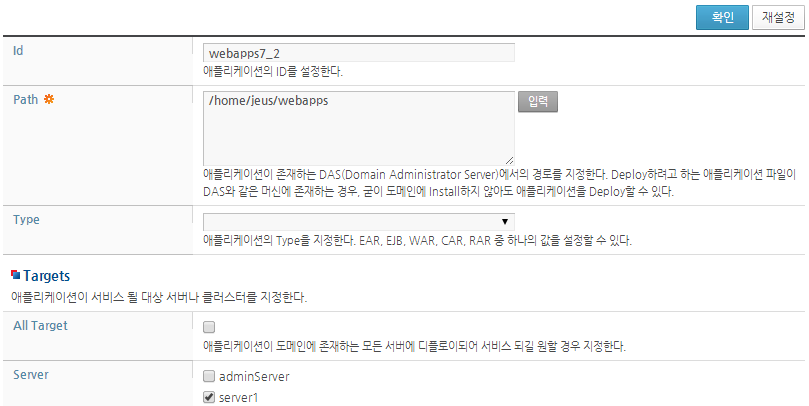 확인 재설정
Id
webapps7_2
애플리케이션의 ID를 설정한다.
Path
/home/jeus/webapps
입력
애플리케이션이 존재하는 DAS(Domain Administrator Server)에서의 경로를 지정한다. Deploy하려고 하는 애플리케이션 파일이
DAS와 같은 머신에 존재하는 경우, 굳이 도메인에 Install하지 않아도 애플리케이션을 Deploy할 수 있다.
Type
애플리케이션의 Type을 지정한다. EAR, EJB, WAR, CAR, RAR 중 하나의 값을 설정할 수 있다.
Targets
애플리케이션이 서비스 될 대상 서버나 클러스터를 지정한다.
All Target
애플리케이션이 도메인에 존재하는 모든 서버에 디플로이되어 서비스 되길 원할 경우 지정한다.
Server
adminServer
server1